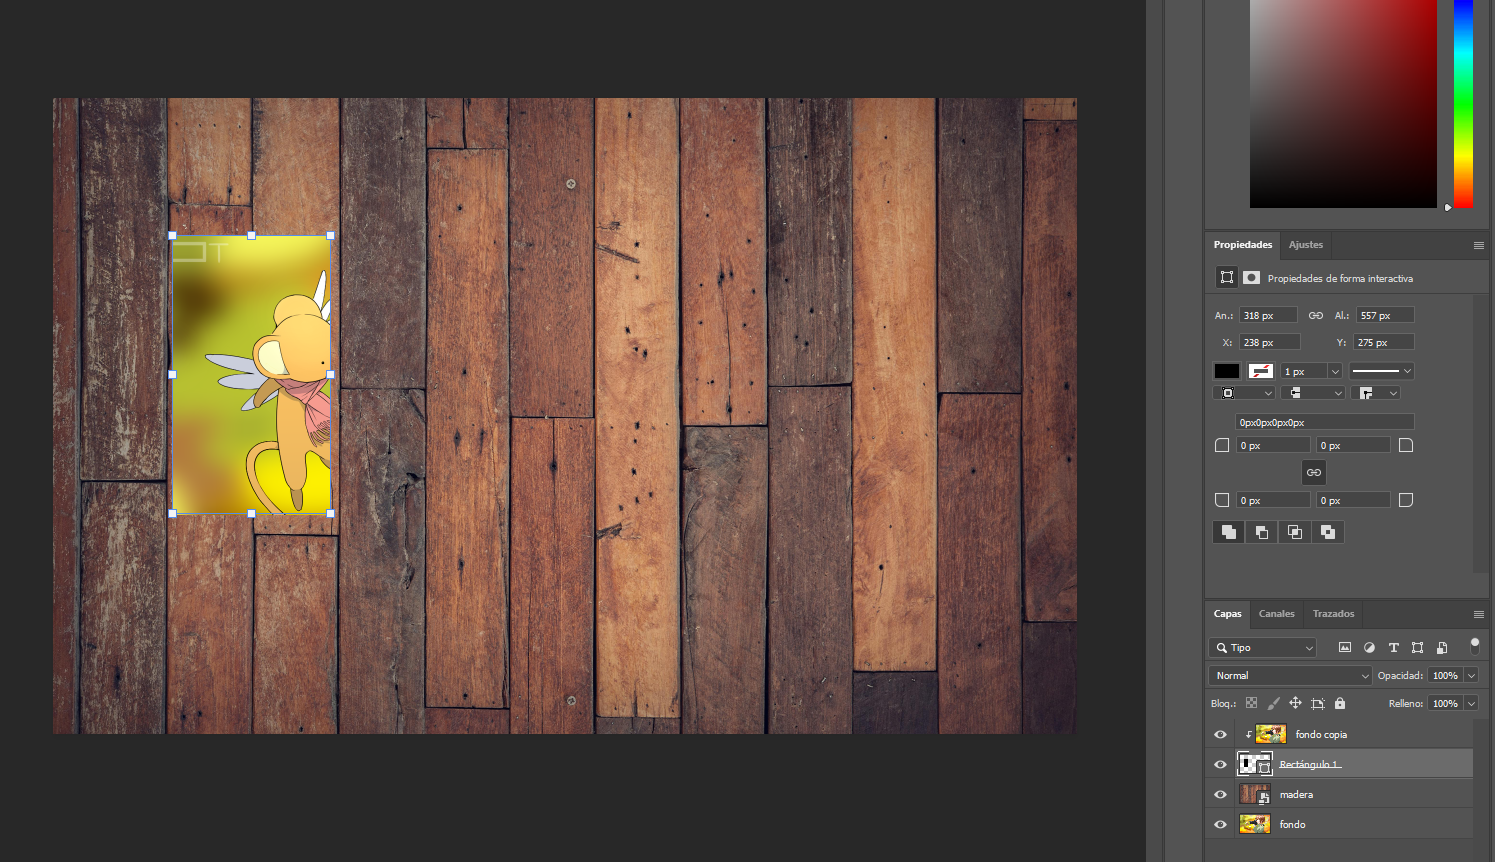 OT
Propiedades Ajustes
Propiedades de forma interactiva
An.: 318 px Al.: 557 px
X: 238 px Y: 275 px
1 px
0px0px0px0px
0 px 0 px
0 px 0 px
Capas Canales Trazados
Tipo
Normal Opacidad: 100%
Bloq.: Relleno: 100%
fondo copia
Rectángulo 1
madera
fondo